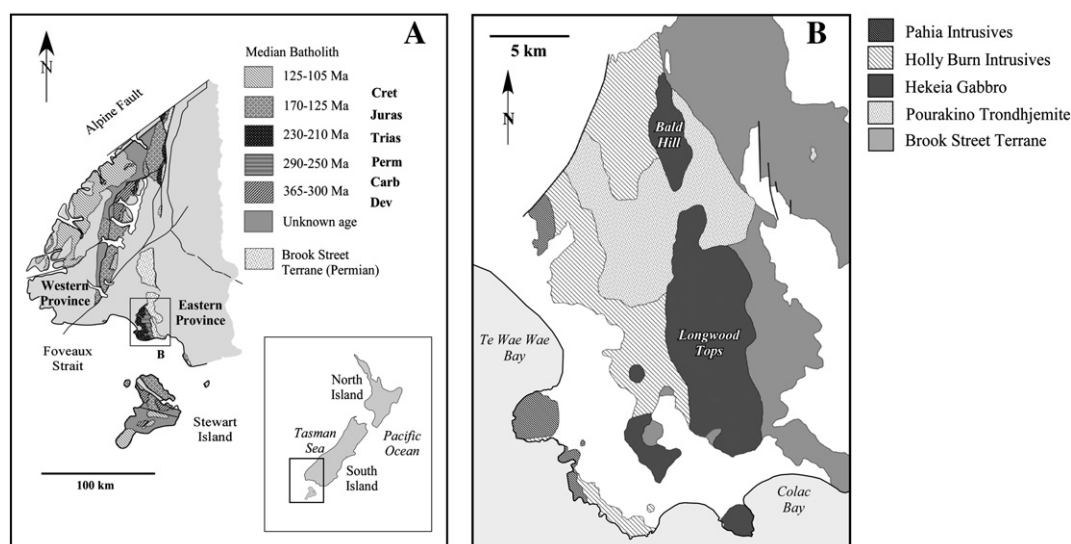 A
N
Alpine Fault
Median Batholith
125-105 Ma
170-125 Ma
230-210 Ma
290-250 Ma
365-300 Ma
Cret
Juras
Trias
Perm
Carb
Dev
Unknown age
Brook Street
Terrane (Permian)
Western
Province
Eastern
Province
B
Foveaux
Strait
Stewart
Island
100 km
North
Island
Tasman
Sea
Pacific
Ocean
South
Island
B
5 km
N
Bald
Hill
Longwood
Tops
Te Wae Wae
Bay
Colac
Bay
Pahia Intrusives
Holly Burn Intrusives
Hekeia Gabbro
Pourakino Trondhjemite
Brook Street Terrane